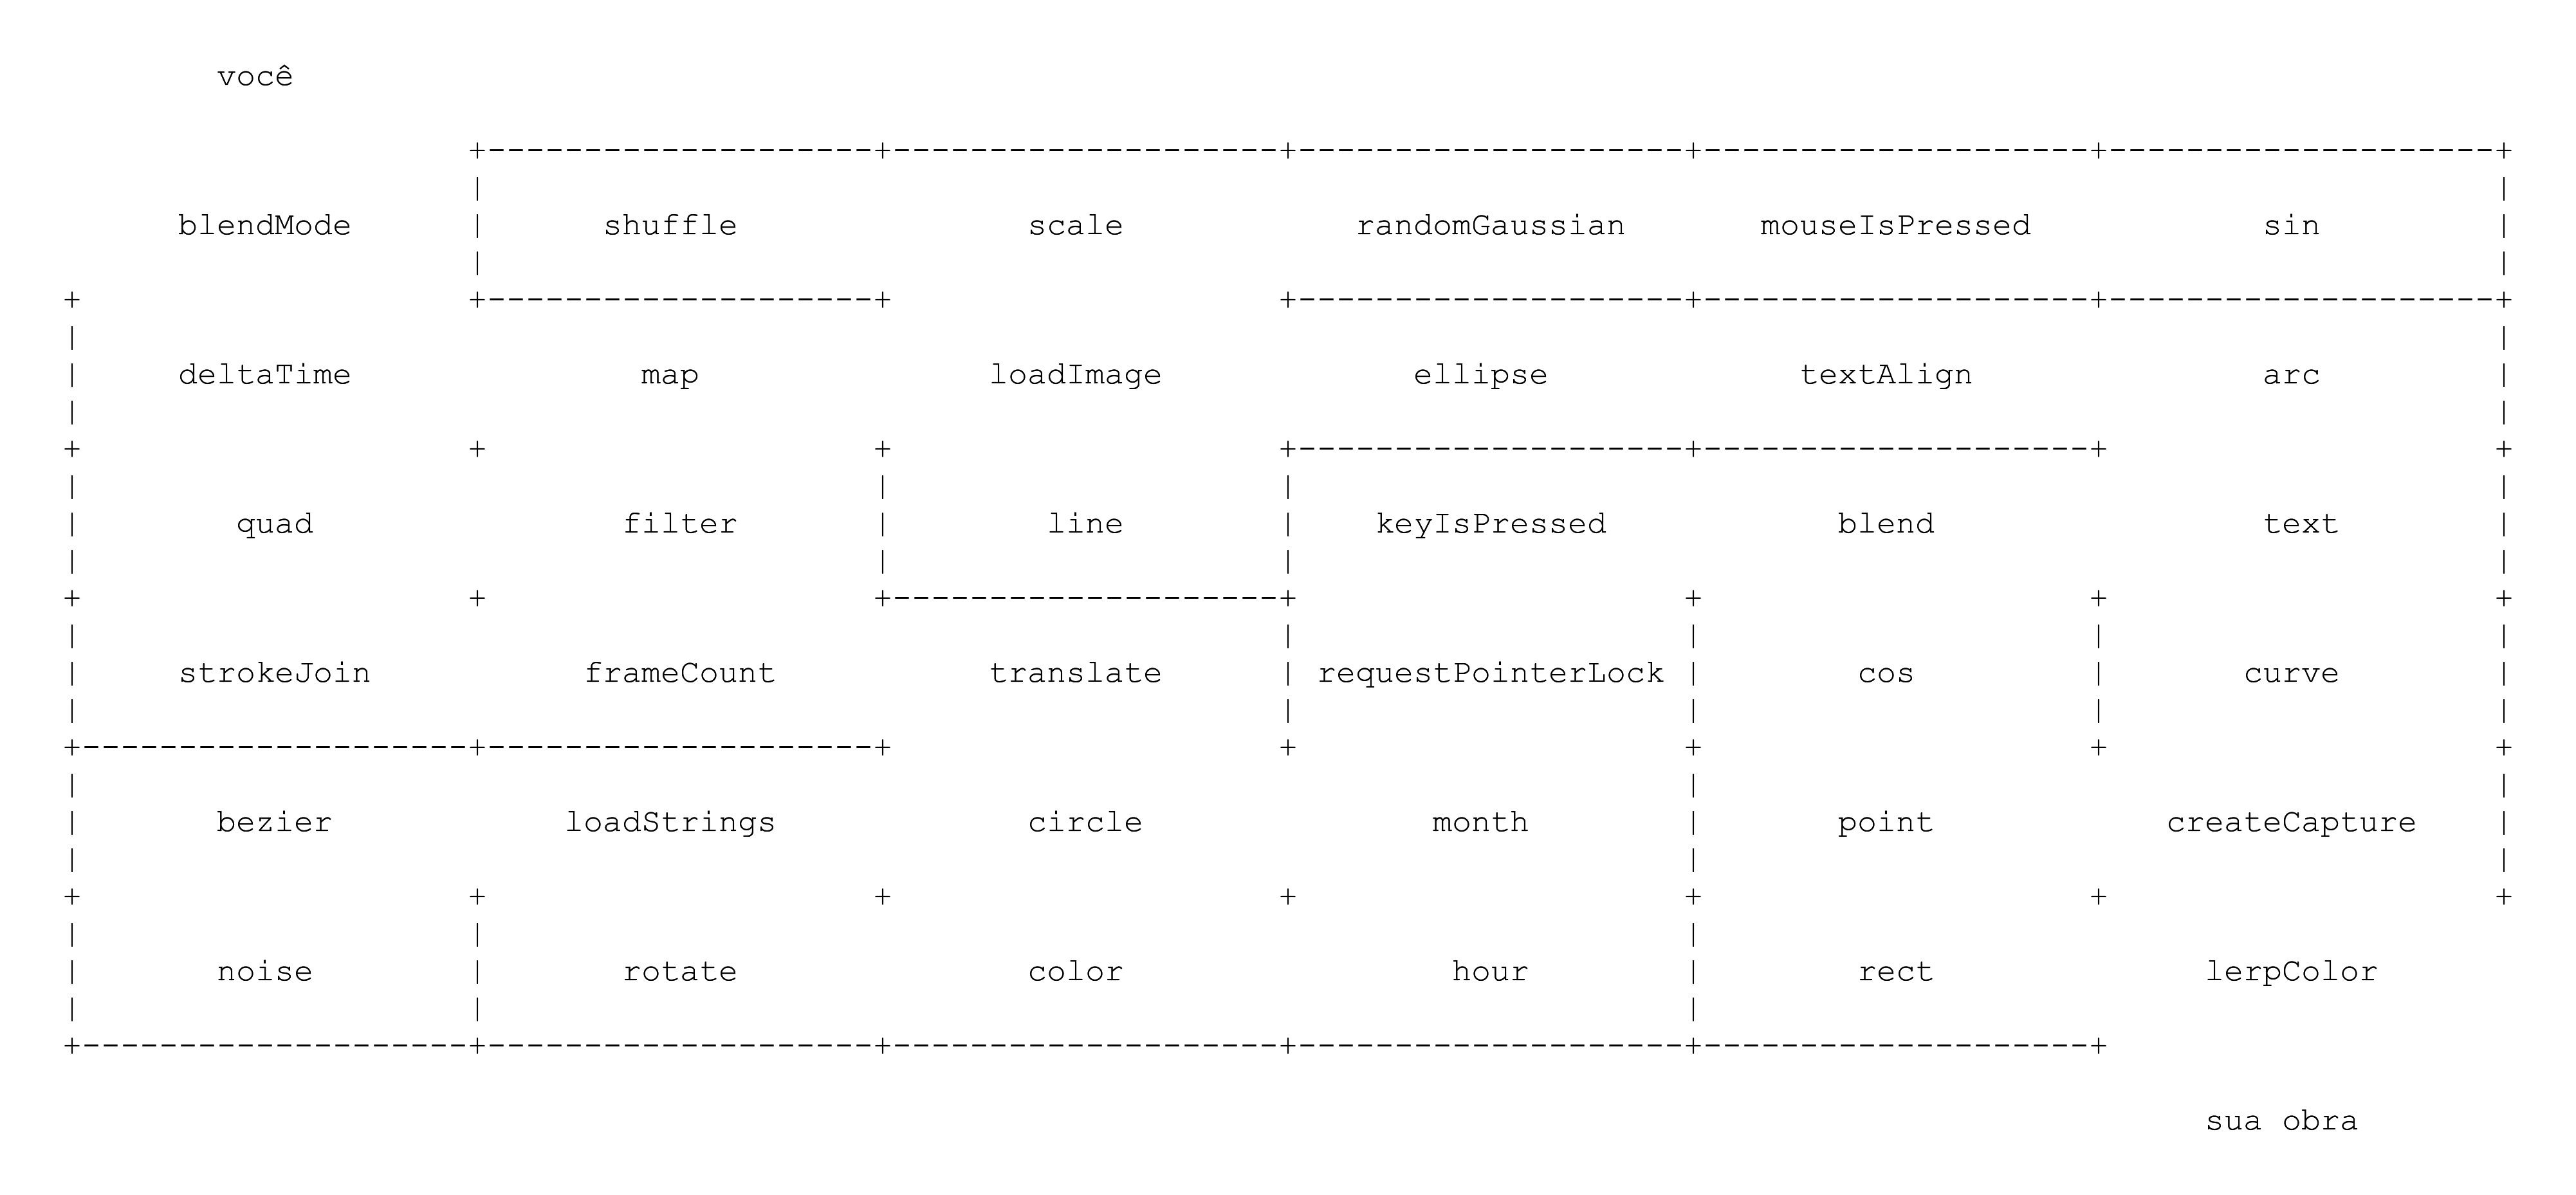 você
blendMode shuffle scale randomGaussian mouseIsPressed sin
deltaTime map loadImage ellipse textAlign arc
quad filter line keyIsPressed blend text
strokeJoin frameCount translate requestPointerLock cos curve
bezier loadStrings circle month point createCapture
noise rotate color hour rect lerpColor
sua obra